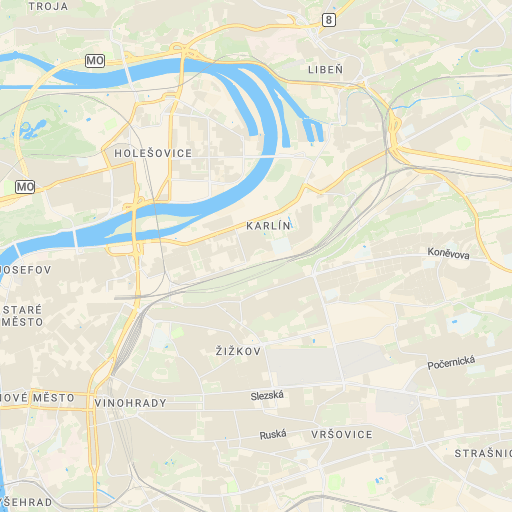 TROJA
8
MO
LIBEŇ
HOLEŠOVICE
MO
KARLÍN
Koněvova
JOSEFOV
STARÉ
MĚSTO
ŽIŽKOV
Počernická
NOVÉ MĚSTO
VINOHRADY
Slezská
Ruská
VRŠOVICE
STRAŠNIC
YŠEHRAD